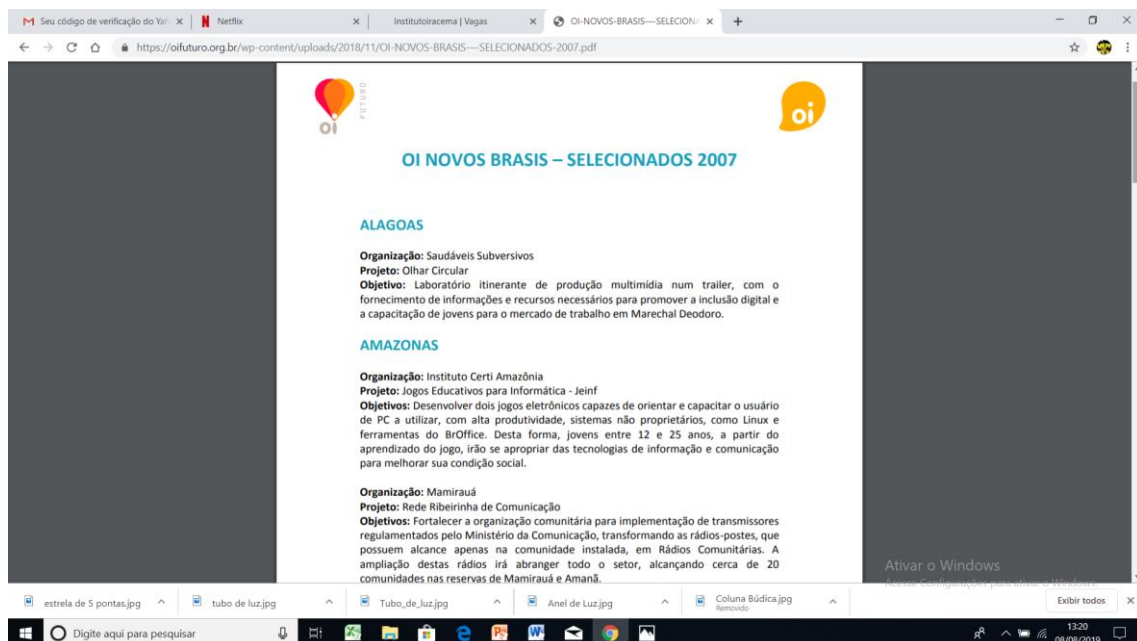 Seu código de verificação do Yah
Netflix
Institutoiracema | Vagas
OI-NOVOS-BRASIS-—-SELECION
https://oifuturo.org.br/wp-content/uploads/2018/11/OI-NOVOS-BRASIS-—-SELECIONADOS-2007.pdf
oi
FUTURO
oi
OI NOVOS BRASIS – SELECIONADOS 2007
ALAGOAS
Organização: Saudáveis Subversivos
Projeto: Olhar Circular
Objetivo: Laboratório itinerante de produção multimídia num trailer, com o
fornecimento de informações e recursos necessários para promover a inclusão digital e
a capacitação de jovens para o mercado de trabalho em Marechal Deodoro.
AMAZONAS
Organização: Instituto Certi Amazônia
Projeto: Jogos Educativos para Informática - Jeinf
Objetivos: Desenvolver dois jogos eletrônicos capazes de orientar e capacitar o usuário
de PC a utilizar, com alta produtividade, sistemas não proprietários, como Linux e
ferramentas do BrOffice. Desta forma, jovens entre 12 e 25 anos, a partir do
aprendizado do jogo, irão se apropriar das tecnologias de informação e comunicação
para melhorar sua condição social.
Organização: Mamirauá
Projeto: Rede Ribeirinha de Comunicação
Objetivos: Fortalecer a organização comunitária para implementação de transmissores
regulamentados pelo Ministério da Comunicação, transformando as rádios-postes, que
possuem alcance apenas na comunidade instalada, em Rádios Comunitárias. A
ampliação destas rádios irá abranger todo o setor, alcançando cerca de 20
comunidades nas reservas de Mamirauá e Amanã.
Ativar o Windows
Acesse Configurações para ativar o Windows.
estrela de 5 pontas.jpg
tubo de luz.jpg
Tubo_de_luz.jpg
Anel de Luz.jpg
Coluna Búdica.jpg
Removido
Exibir todos
Digite aqui para pesquisar
13:20
08/08/2019